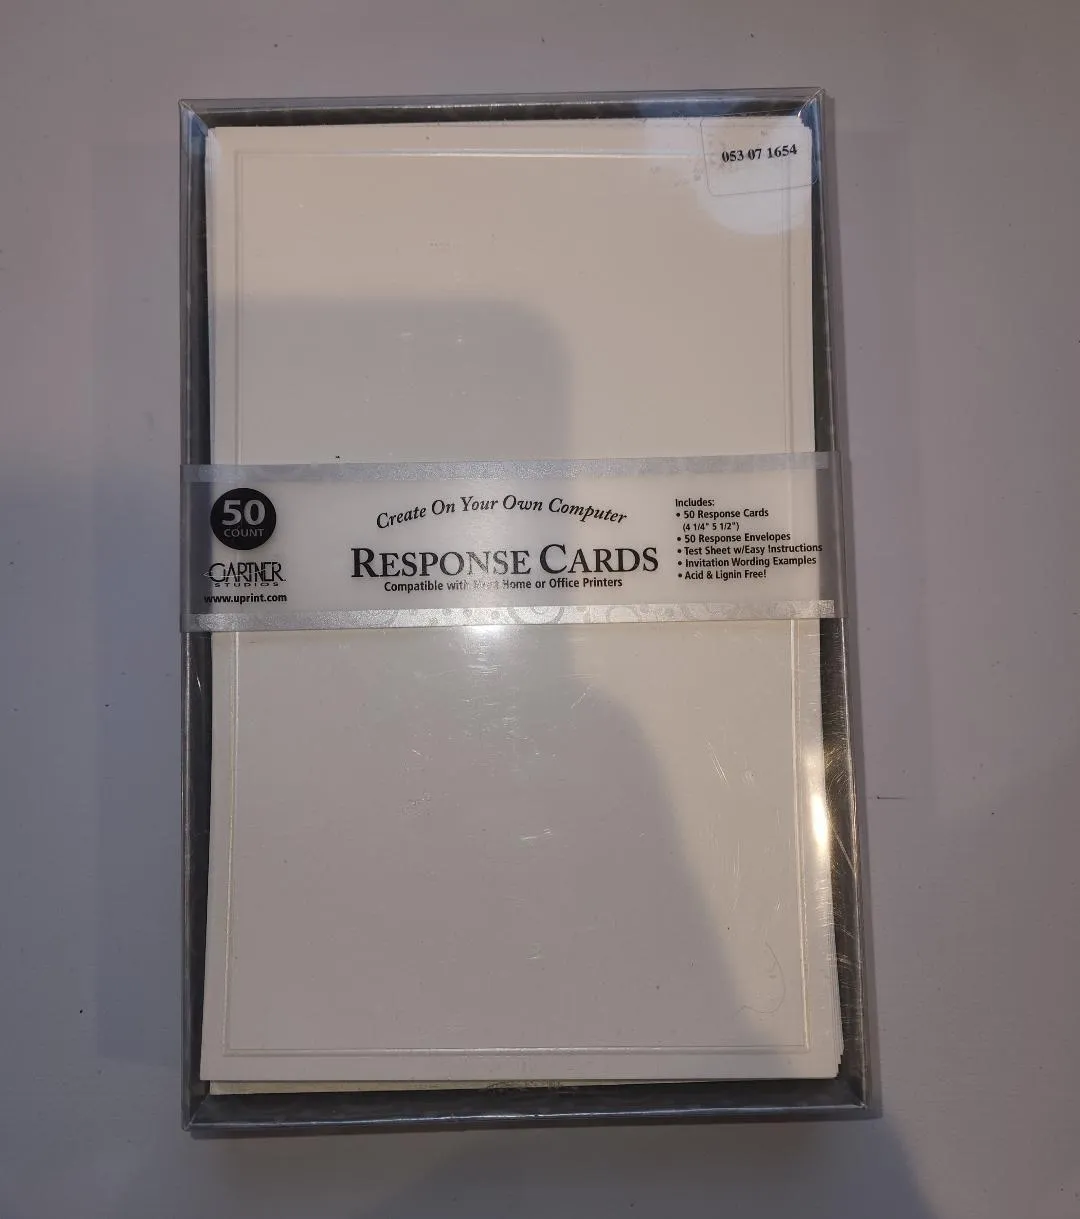 053 07 1654
50
COUNT
GARTNER
STUDIOS
www.uprint.com
Create On Your Own Computer
RESPONSE CARDS
Compatible with Most Home or Office Printers
Includes:
• 50 Response Cards
(4 1/4" 5 1/2")
• 50 Response Envelopes
• Test Sheet w/Easy Instructions
• Invitation Wording Examples
• Acid & Lignin Free!